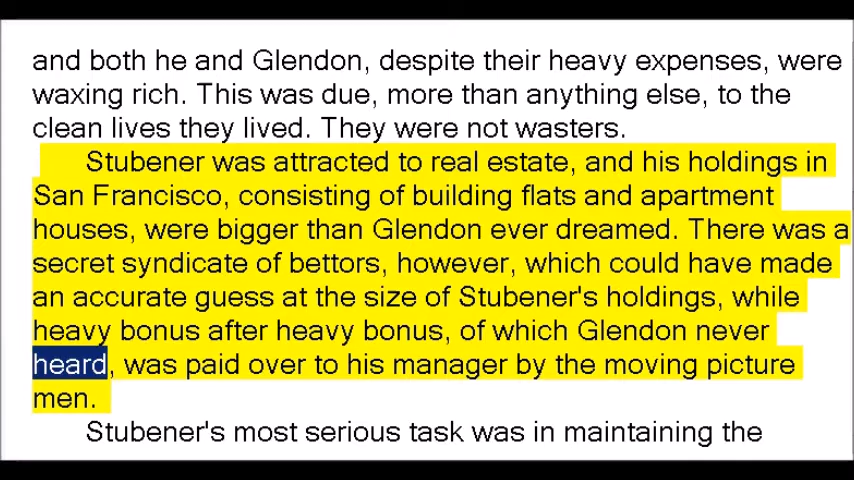 and both he and Glendon, despite their heavy expenses, were
waxing rich. This was due, more than anything else, to the
clean lives they lived. They were not wasters.
Stubener was attracted to real estate, and his holdings in
San Francisco, consisting of building flats and apartment
houses, were bigger than Glendon ever dreamed. There was a
secret syndicate of bettors, however, which could have made
an accurate guess at the size of Stubener's holdings, while
heavy bonus after heavy bonus, of which Glendon never
heard, was paid over to his manager by the moving picture
men.
Stubener's most serious task was in maintaining the